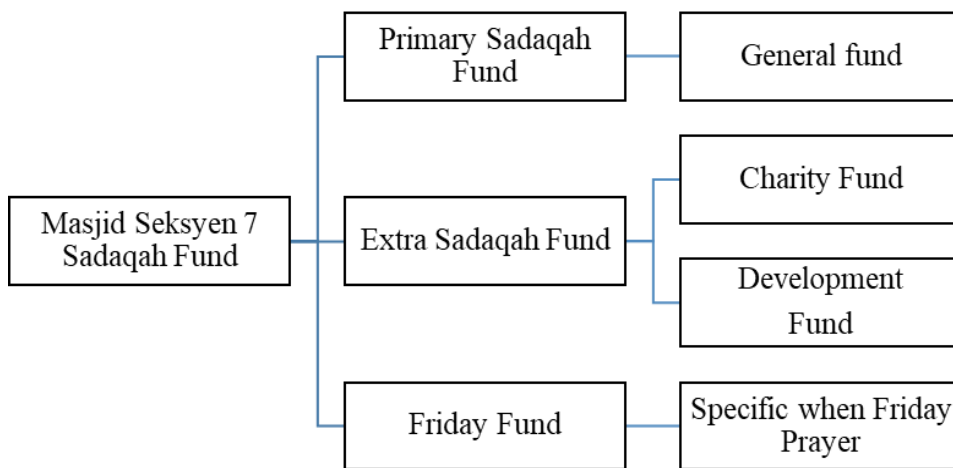 Primary Sadaqah
Fund
General fund
Charity Fund
Masjid Seksyen 7
Sadaqah Fund
Extra Sadaqah Fund
Development
Fund
Friday Fund
Specific when Friday
Prayer